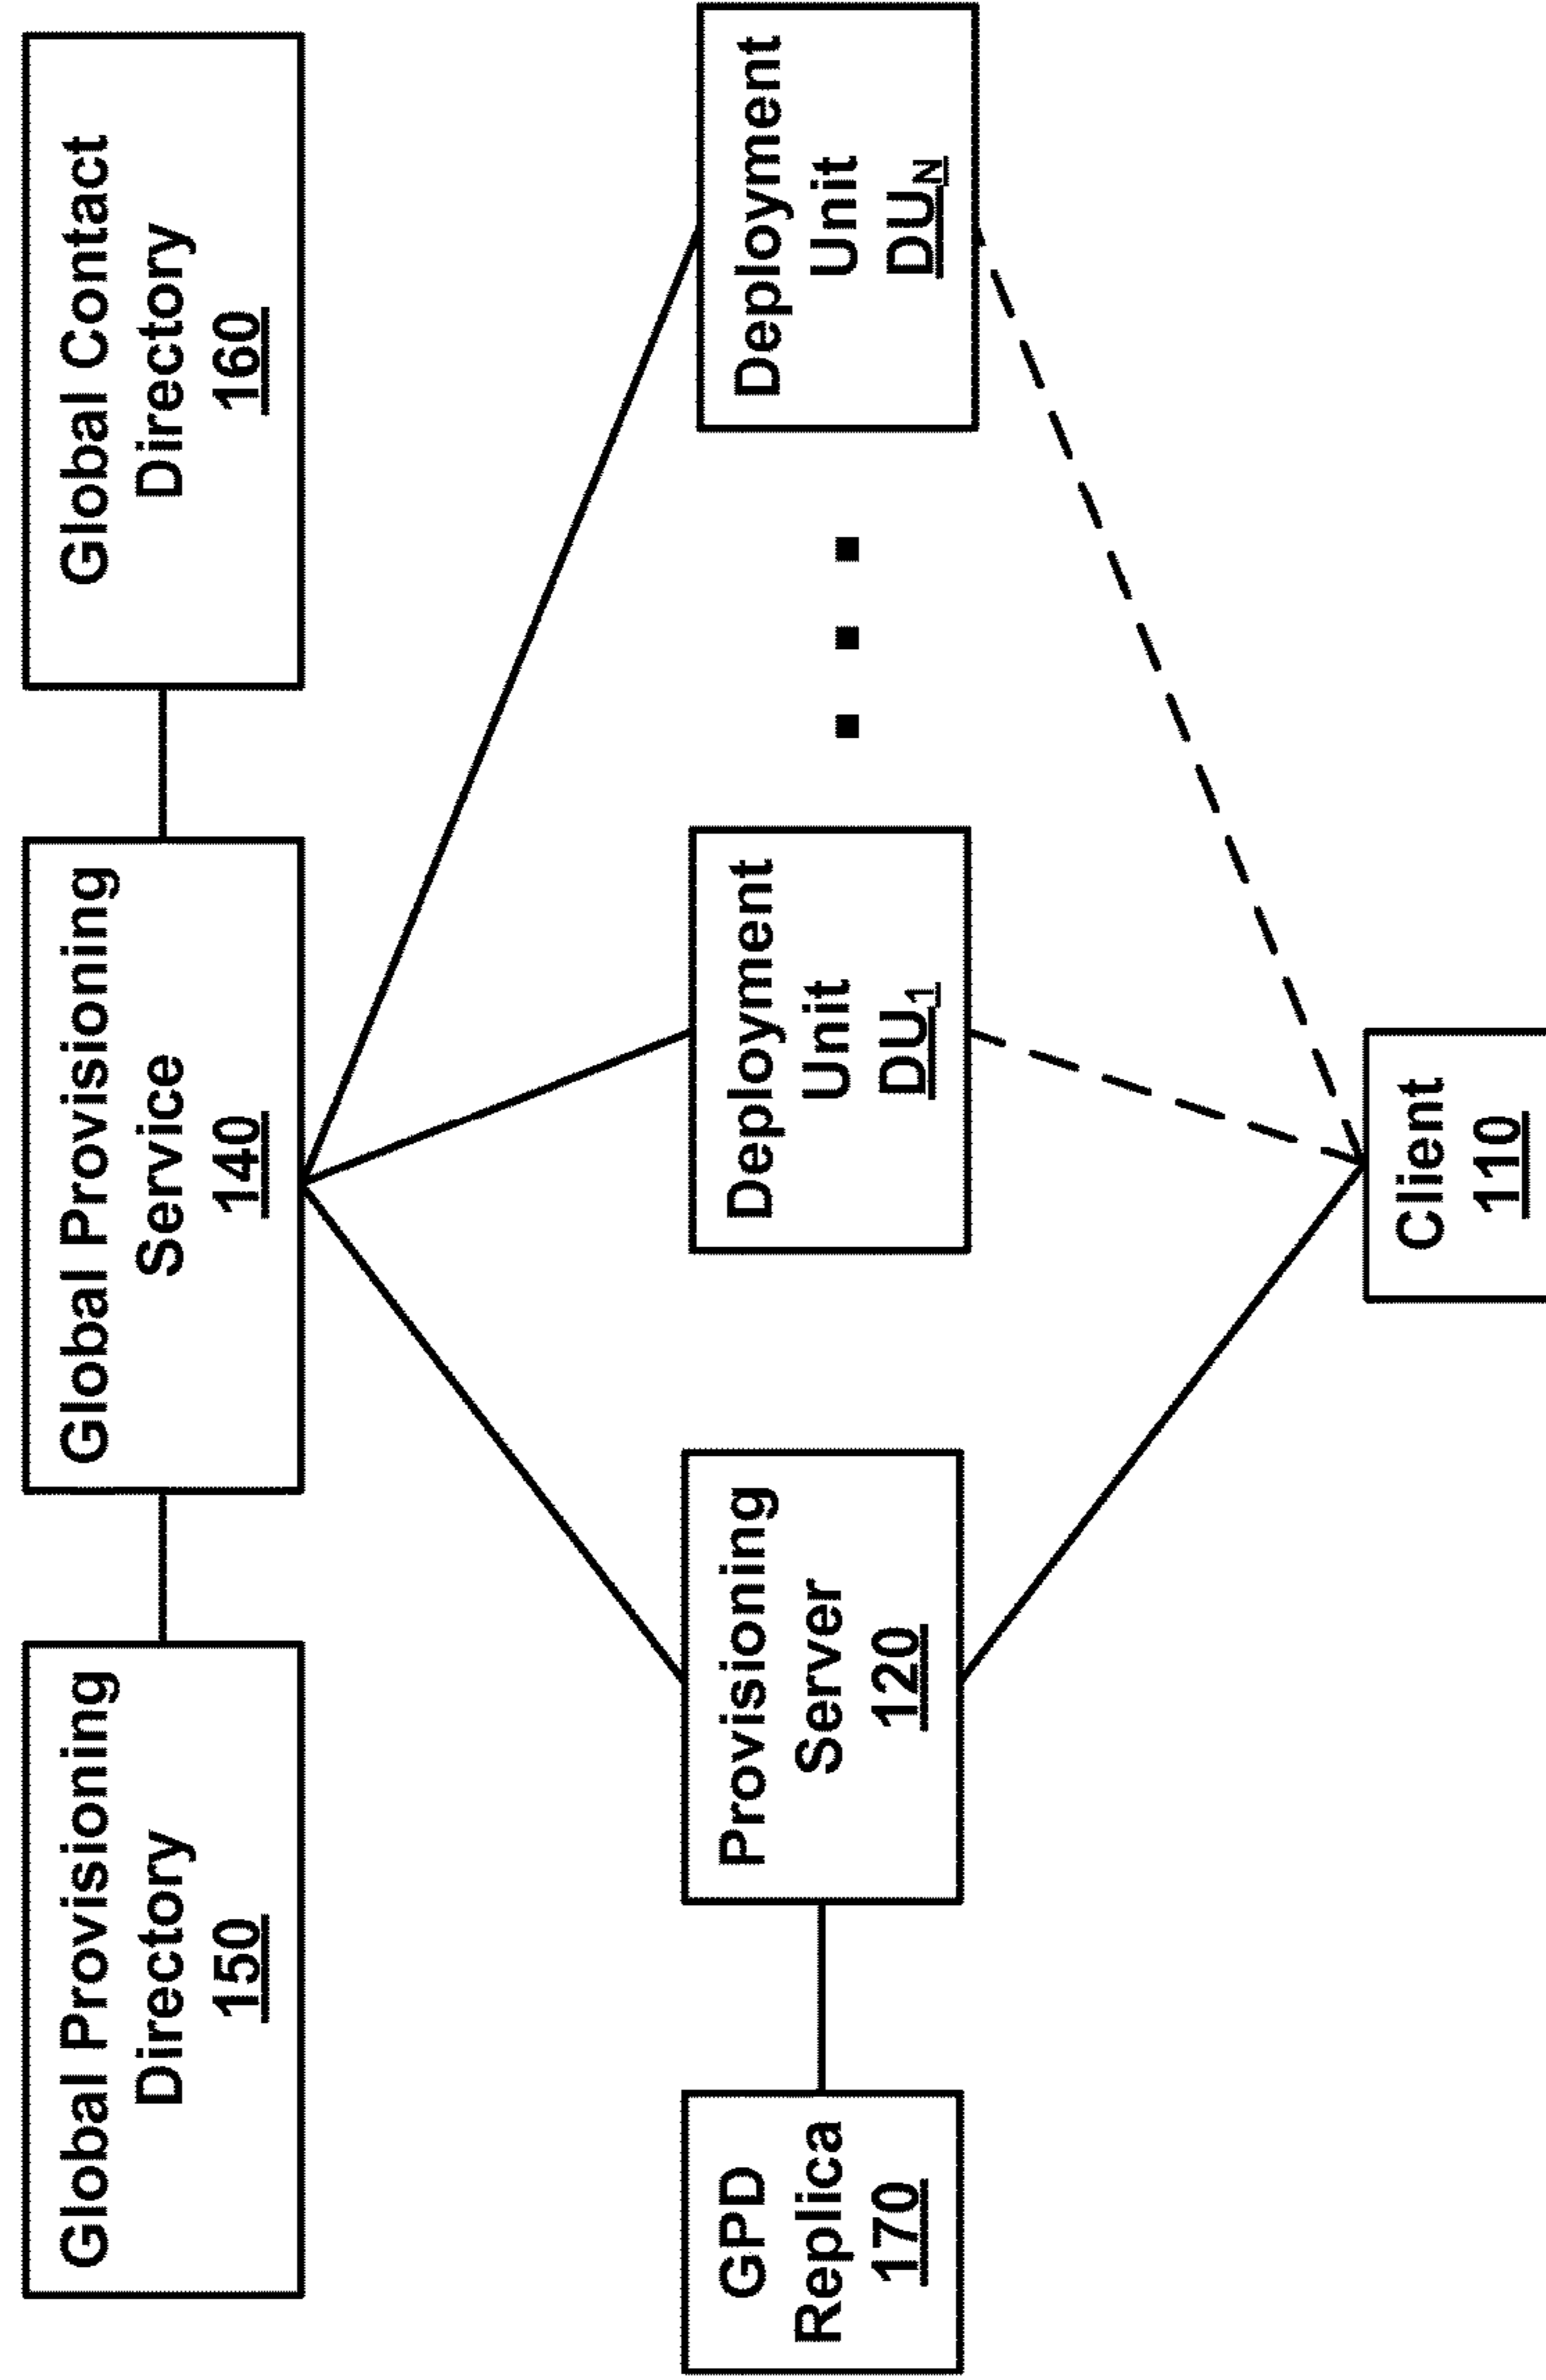 Global Provisioning
Directory
150
Global Provisioning
Service
140
Global Contact
Directory
160
GPD
Replica
170
Provisioning
Server
120
Deployment
Unit
DU1
Deployment
Unit
DUN
Client
110